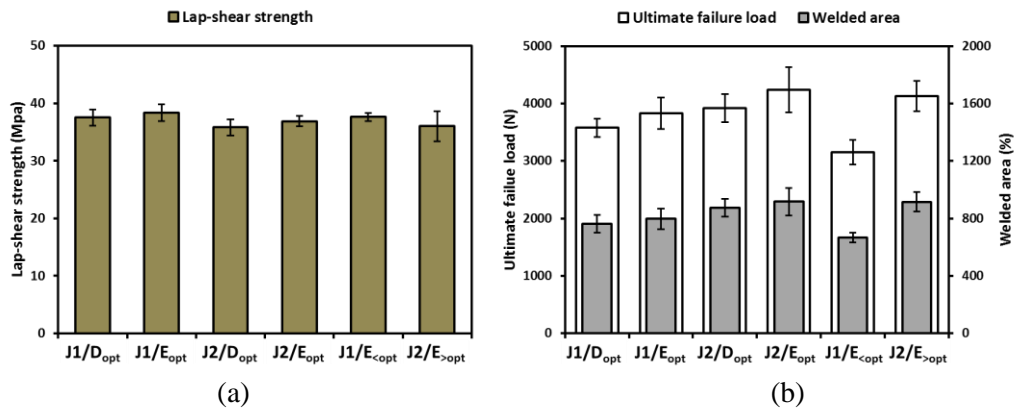 Lap-shear strength
Lap-shear strength (Mpa)
50
40
30
20
10
0
J1/Dopt J1/Eopt J2/Dopt J2/Eopt J1/E<opt J2/E>opt
(a)
Ultimate failure load Welded area
Ultimate failue load (N)
5000
4000
3000
2000
1000
0
2000
1600
1200
800
400
0
Welded area (%)
J1/Dopt J1/Eopt J2/Dopt J2/Eopt J1/E<opt J2/E>opt
(b)